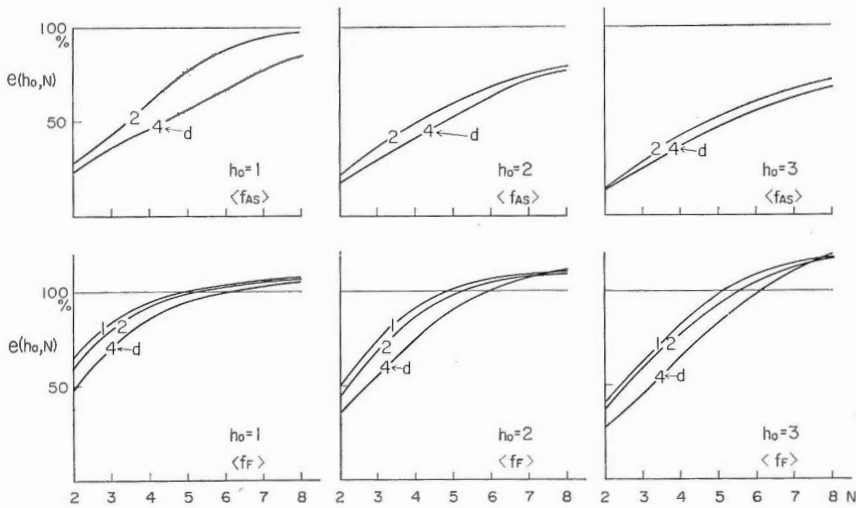 100
%
e(h₀,N)
50
2
4←d
h₀=1
<fAS>
2
4←d
h₀=2
<fAS>
2
4←d
h₀=3
<fAS>
100
%
e(h₀,N)
50
1
2
4←d
h₀=1
<fF>
1
2
4←d
h₀=2
<fF>
1
2
4←d
h₀=3
<fF>
2 3 4 5 6 7 8
2 3 4 5 6 7 8
2 3 4 5 6 7 8 N